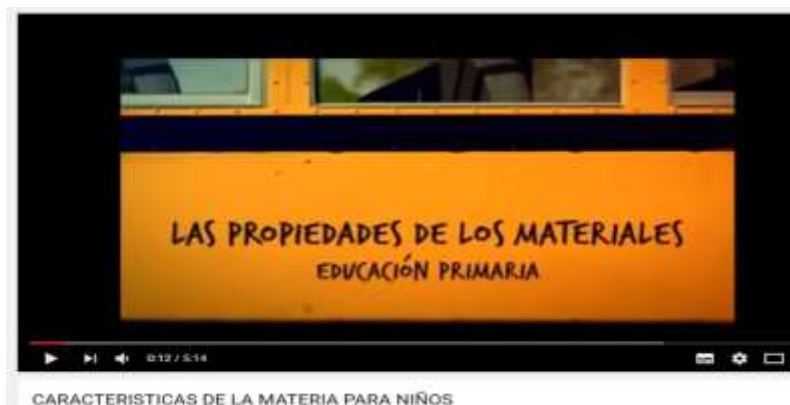 LAS PROPIEDADES DE LOS MATERIALES
EDUCACIÓN PRIMARIA
0:12 / 5:14
CARACTERISTICAS DE LA MATERIA PARA NIÑOS